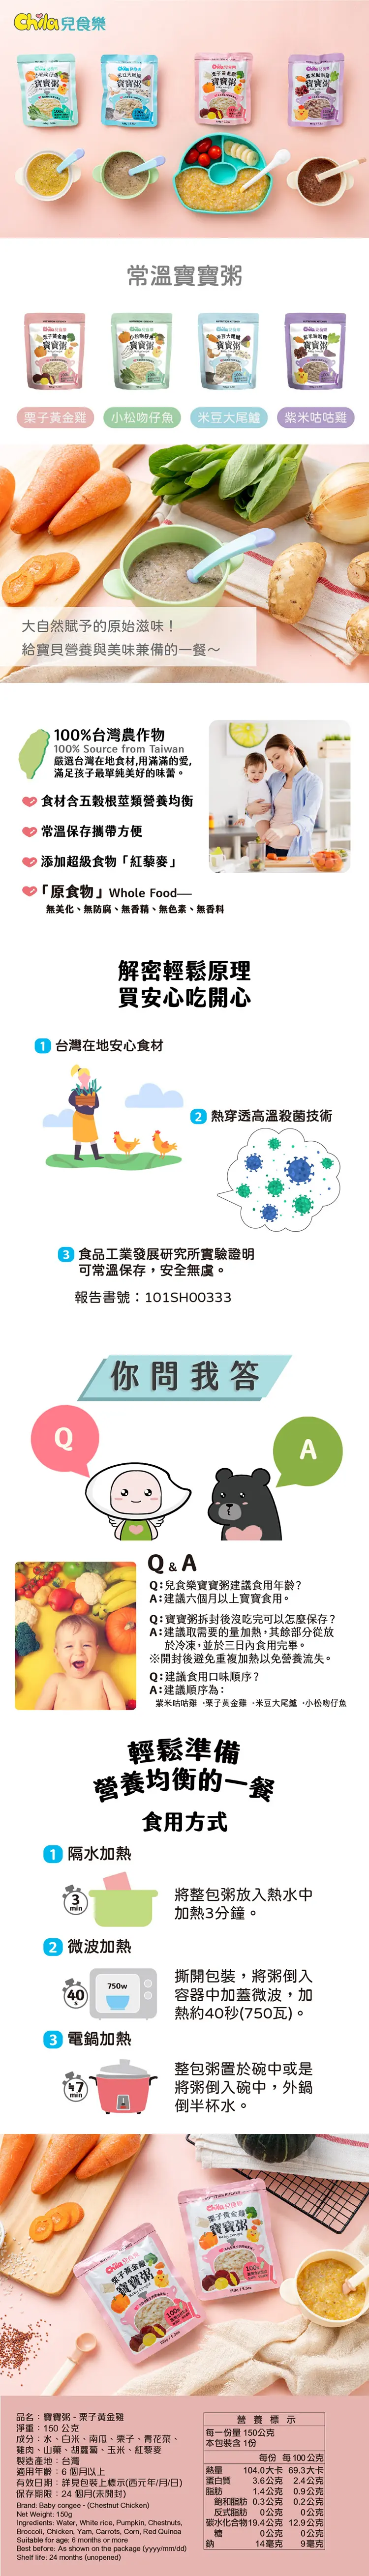 Chila 兒食樂
常溫寶寶粥
栗子黃金雞
小松吻仔魚
米豆大尾鱸
紫米咕咕雞
大自然賦予的原始滋味！
給寶貝營養與美味兼備的一餐～
100%台灣農作物
100% Source from Taiwan
嚴選台灣在地食材,用滿滿的愛,
滿足孩子最單純美好的味蕾。
食材含五穀根莖類營養均衡
常溫保存攜帶方便
添加超級食物「紅藜麥」
「原食物」Whole Food—
無美化、無防腐、無香精、無色素、無香料
解密輕鬆原理
買安心吃開心
1 台灣在地安心食材
2 熱穿透高溫殺菌技術
3 食品工業發展研究所實驗證明
可常溫保存，安全無虞。
報告書號：101SH00333
你問我答
Q
A
Q & A
Q:兒食樂寶寶粥建議食用年齡?
A:建議六個月以上寶寶食用。
Q:寶寶粥拆封後沒吃完可以怎麼保存?
A:建議取需要的量加熱,其餘部分從放
於冷凍,並於三日內食用完畢。
※開封後避免重複加熱以免營養流失。
Q:建議食用口味順序?
A:建議順序為:
紫米咕咕雞→栗子黃金雞→米豆大尾鱸→小松吻仔魚
輕鬆準備
營養均衡的一餐
食用方式
1 隔水加熱
3
min
將整包粥放入熱水中
加熱3分鐘。
2 微波加熱
40
s
750w
撕開包裝，將粥倒入
容器中加蓋微波，加
熱約40秒(750瓦)。
3 電鍋加熱
≒7
min
整包粥置於碗中或是
將粥倒入碗中，外鍋
倒半杯水。
Chila 兒食樂
栗子黃金雞
寶寶粥
100%
150g / 5.3oz
Chila 兒食樂
栗子黃金雞
寶寶粥
100%
150g / 5.3oz
品名：寶寶粥 - 栗子黃金雞
淨重：150 公克
成分：水、白米、南瓜、栗子、青花菜、
雞肉、山藥、胡蘿蔔、玉米、紅藜麥
製造產地：台灣
適用年齡：6 個月以上
有效日期：詳見包裝上標示(西元年/月/日)
保存期限：24 個月(未開封)
Brand: Baby congee - (Chestnut Chicken)
Net Weight: 150g
Ingredients: Water, White rice, Pumpkin, Chestnuts,
Broccoli, Chicken, Yam, Carrots, Corn, Red Quinoa
Suitable for age: 6 months or more
Best before: As shown on the package (yyyy/mm/dd)
Shelf life: 24 months (unopened)
營養標示
每一份量 150公克
本包裝含 1份
每份 每 100 公克
熱量 104.0大卡 69.3大卡
蛋白質 3.6公克 2.4公克
脂肪 1.4公克 0.9公克
飽和脂肪 0.3公克 0.2公克
反式脂肪 0公克 0公克
碳水化合物 19.4公克 12.9公克
糖 0公克 0公克
鈉 14毫克 9毫克